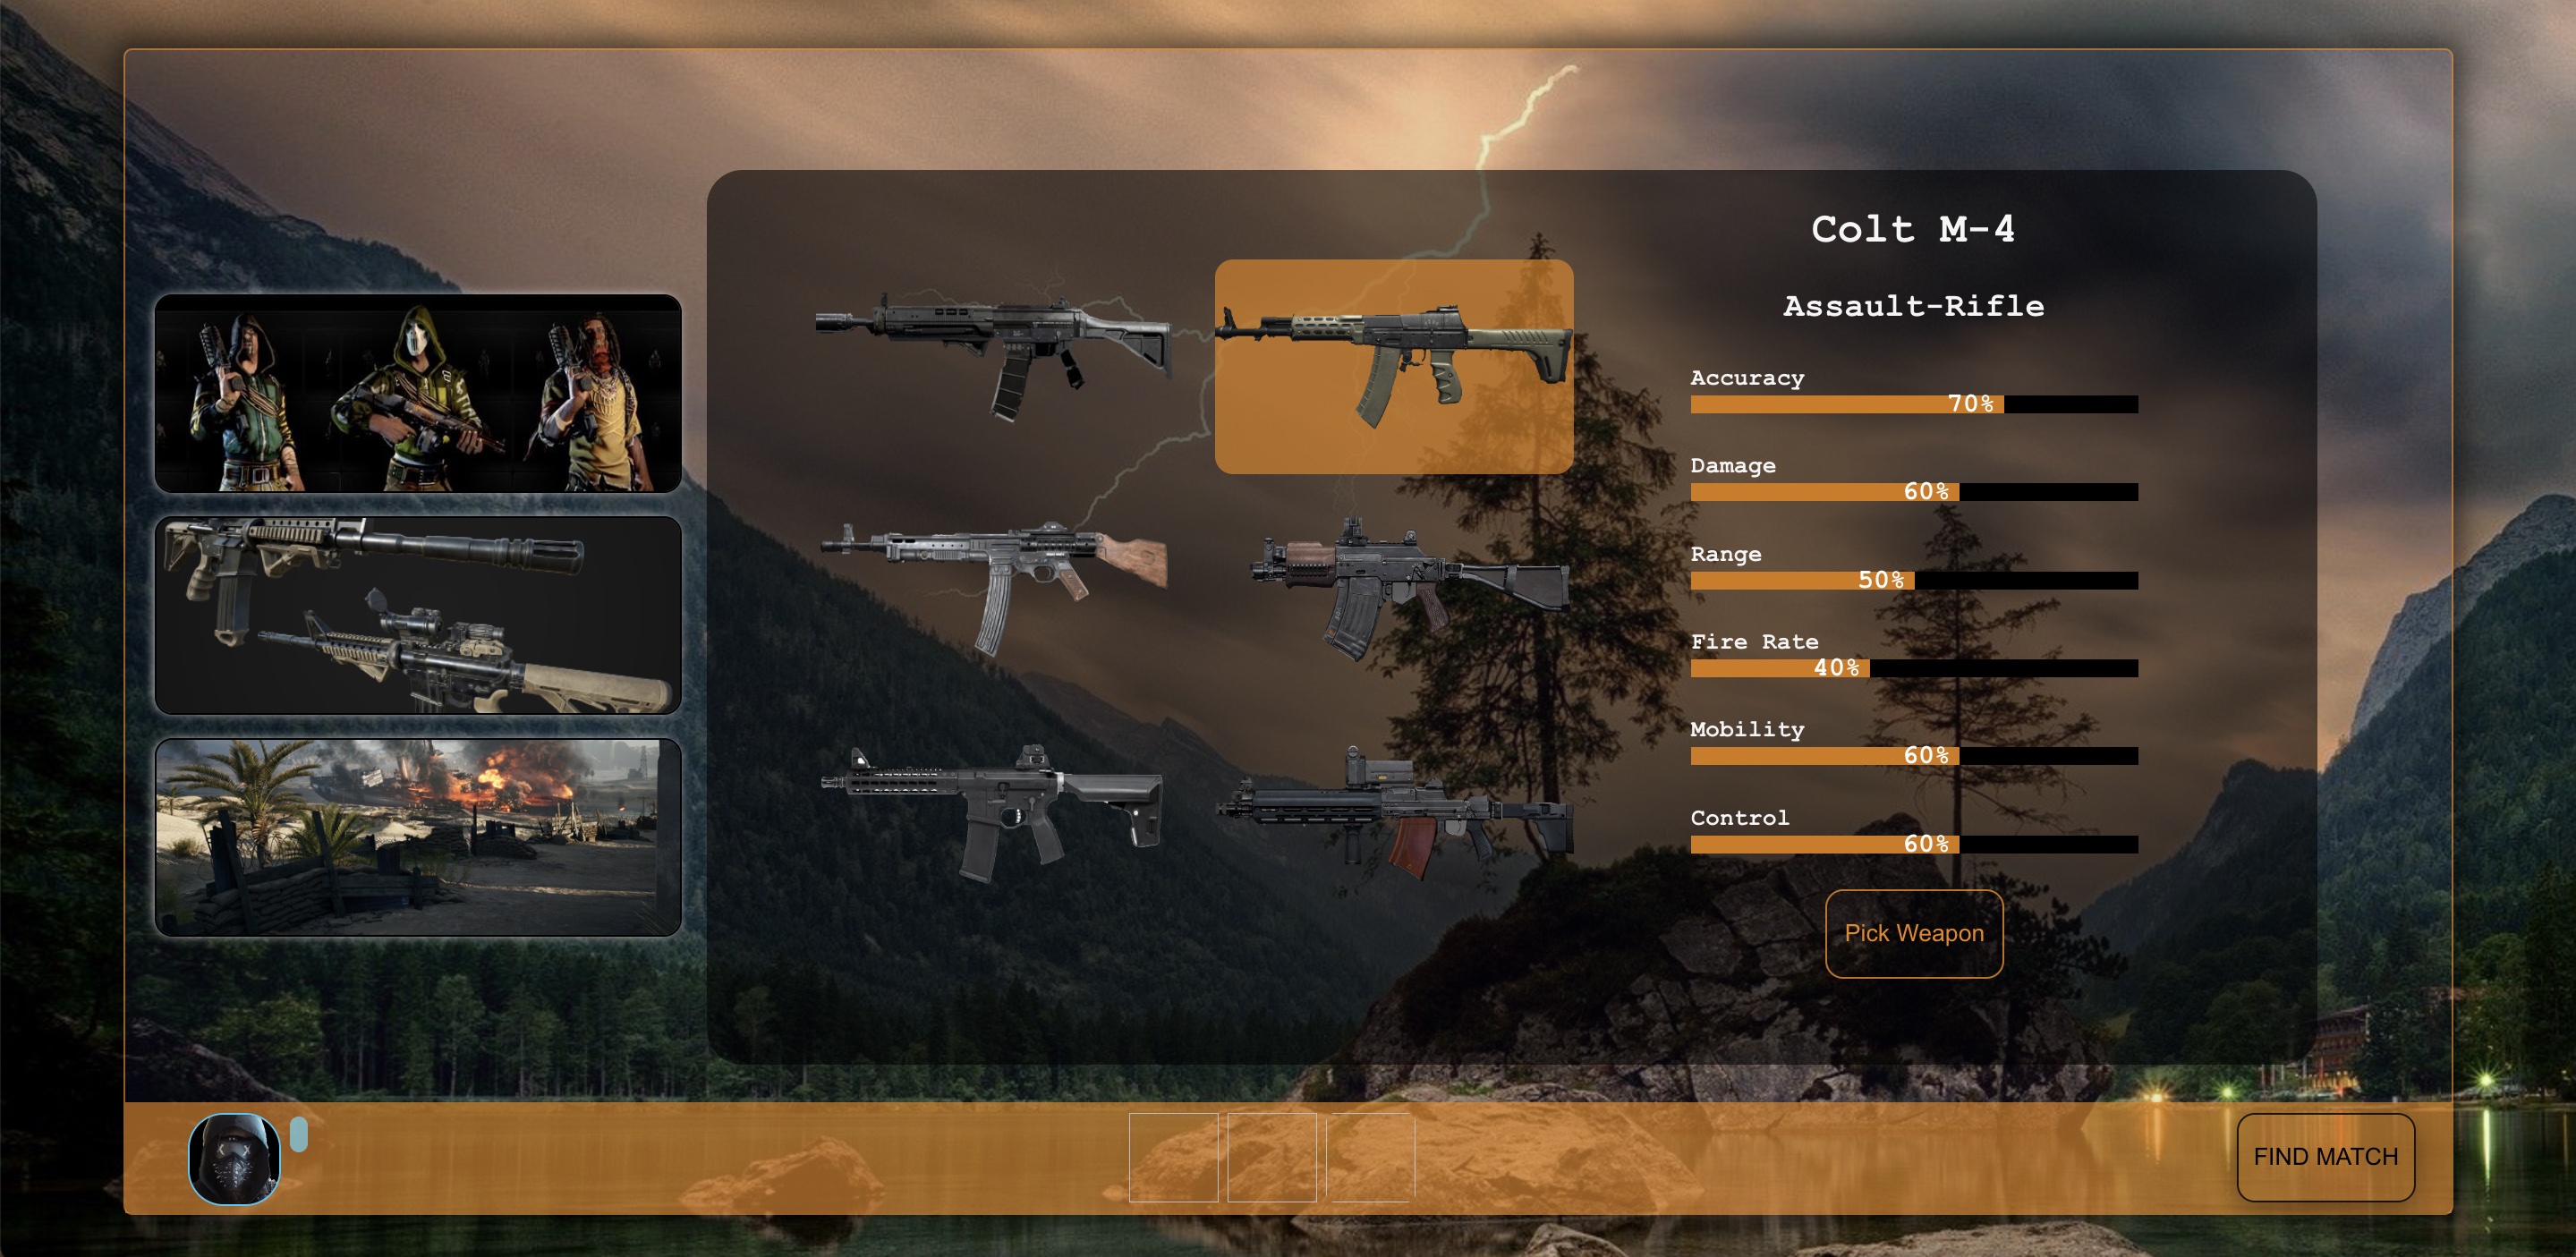 Colt M-4
Assault-Rifle
Accuracy
70%
Damage
60%
Range
50%
Fire Rate
40%
Mobility
60%
Control
60%
Pick Weapon
FIND MATCH